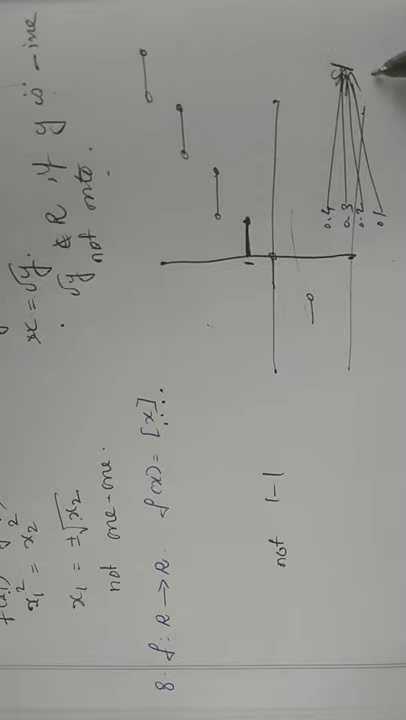 x₁² = x₂²
x₁ = ±√x₂
not one-one.
x = √y.
√y ∉ R, if y is -ine
not onto.
8. f: R → R. f(x) = [x]
not 1-1
1
0.4
0.3
0.2
0.1